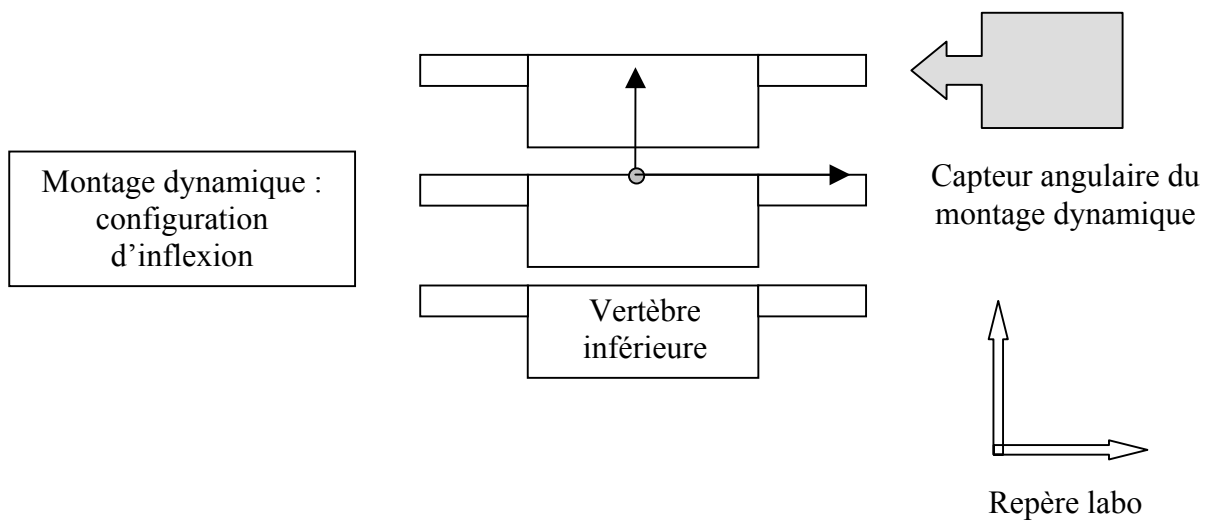 Montage dynamique :
configuration
d’inflexion
Vertèbre
inférieure
Capteur angulaire du
montage dynamique
Repère labo